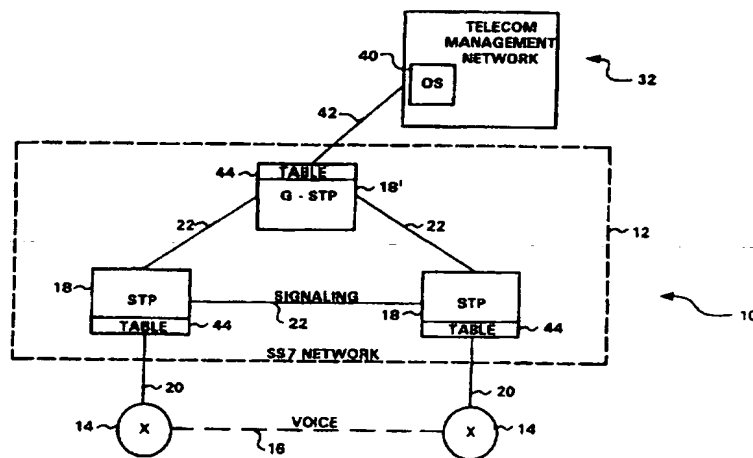 TELECOM
MANAGEMENT
NETWORK
40
OS
32
42
44
TABLE
G - STP
18'
22
22
12
18
STP
TABLE
44
SIGNALING
22
18
STP
TABLE
44
10
SS7 NETWORK
20
20
14
X
VOICE
16
X
14